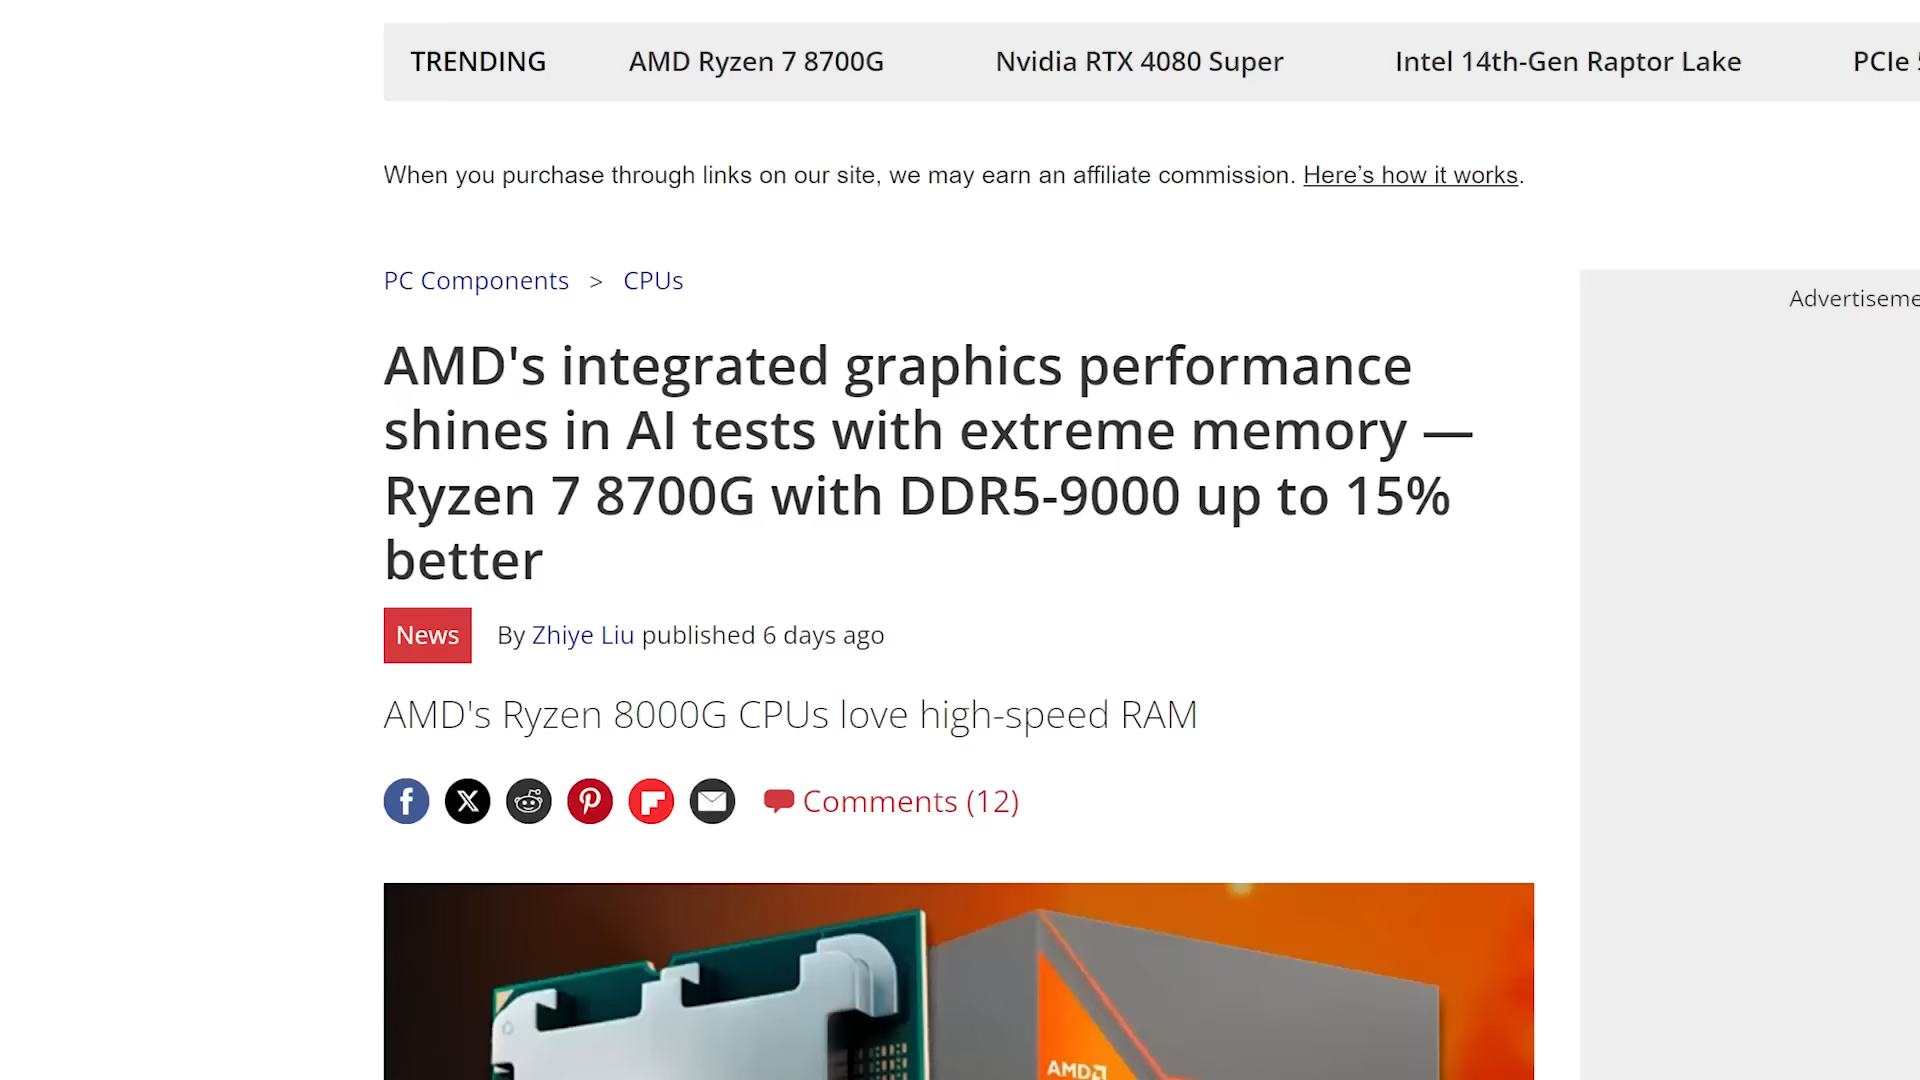 TRENDING AMD Ryzen 7 8700G Nvidia RTX 4080 Super Intel 14th-Gen Raptor Lake PCIe
When you purchase through links on our site, we may earn an affiliate commission. Here’s how it works.
PC Components > CPUs
Advertiseme
AMD's integrated graphics performance
shines in AI tests with extreme memory —
Ryzen 7 8700G with DDR5-9000 up to 15%
better
News By Zhiye Liu published 6 days ago
AMD's Ryzen 8000G CPUs love high-speed RAM
Comments (12)
AMD